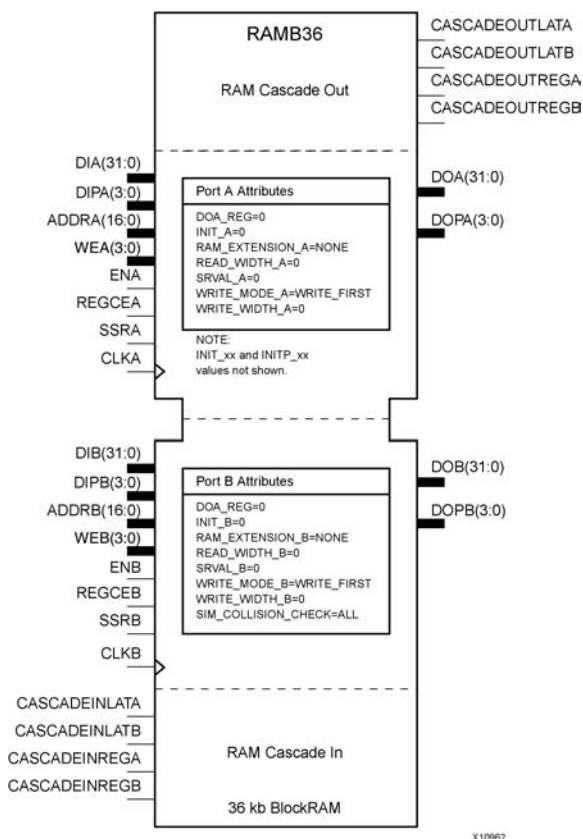 RAMB36
CASCADEOUTLATA
CASCADEOUTLATB
RAM Cascade Out
CASCADEOUTREGA
CASCADEOUTREGB
DIA(31:0)
DIPA(3:0)
ADDRA(16:0)
WEA(3:0)
ENA
REGCEA
SSRA
CLKA
Port A Attributes
DOA_REG=0
INIT_A=0
RAM_EXTENSION_A=NONE
READ_WIDTH_A=0
SRVAL_A=0
WRITE_MODE_A=WRITE_FIRST
WRITE_WIDTH_A=0
NOTE:
INIT_xx and INITP_xx
values not shown.
DOA(31:0)
DOPA(3:0)
DIB(31:0)
DIPB(3:0)
ADDRB(16:0)
WEB(3:0)
ENB
REGCEB
SSRB
CLKB
Port B Attributes
DOA_REG=0
INIT_B=0
RAM_EXTENSION_B=NONE
READ_WIDTH_B=0
SRVAL_B=0
WRITE_MODE_B=WRITE_FIRST
WRITE_WIDTH_B=0
SIM_COLLISION_CHECK=ALL
DOB(31:0)
DOPB(3:0)
CASCADEINLATA
CASCADEINLATB
CASCADEINREGA
CASCADEINREGB
RAM Cascade In
36 kb BlockRAM
X10962